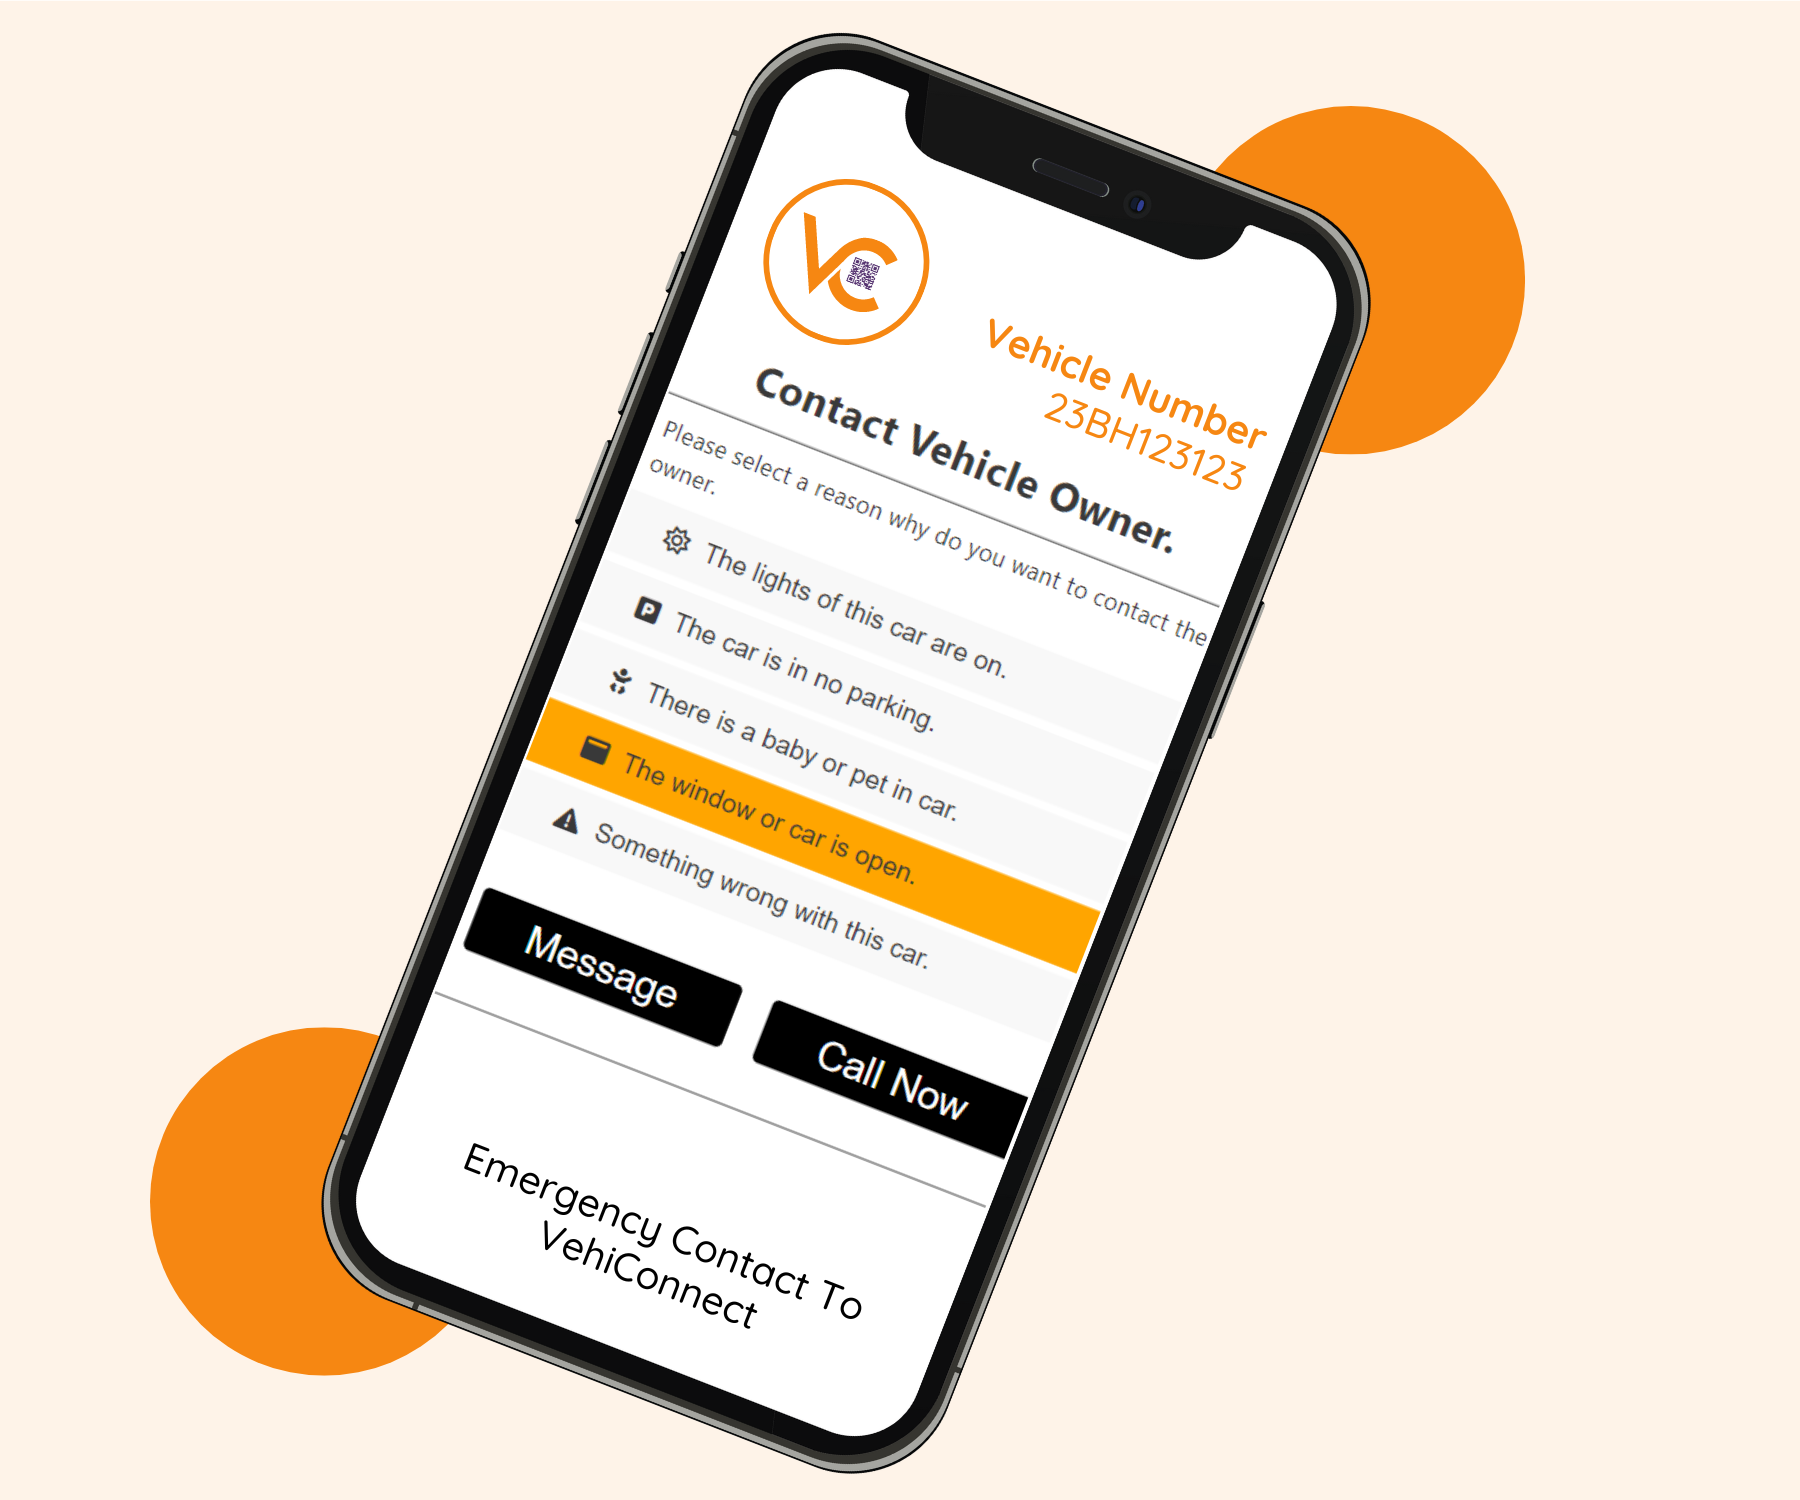 VC
Vehicle Number
23BH123123
Contact Vehicle Owner.
Please select a reason why do you want to contact the
owner.
The lights of this car are on.
The car is in no parking.
There is a baby or pet in car.
The window or car is open.
Something wrong with this car.
Message
Call Now
Emergency Contact To
VehiConnect